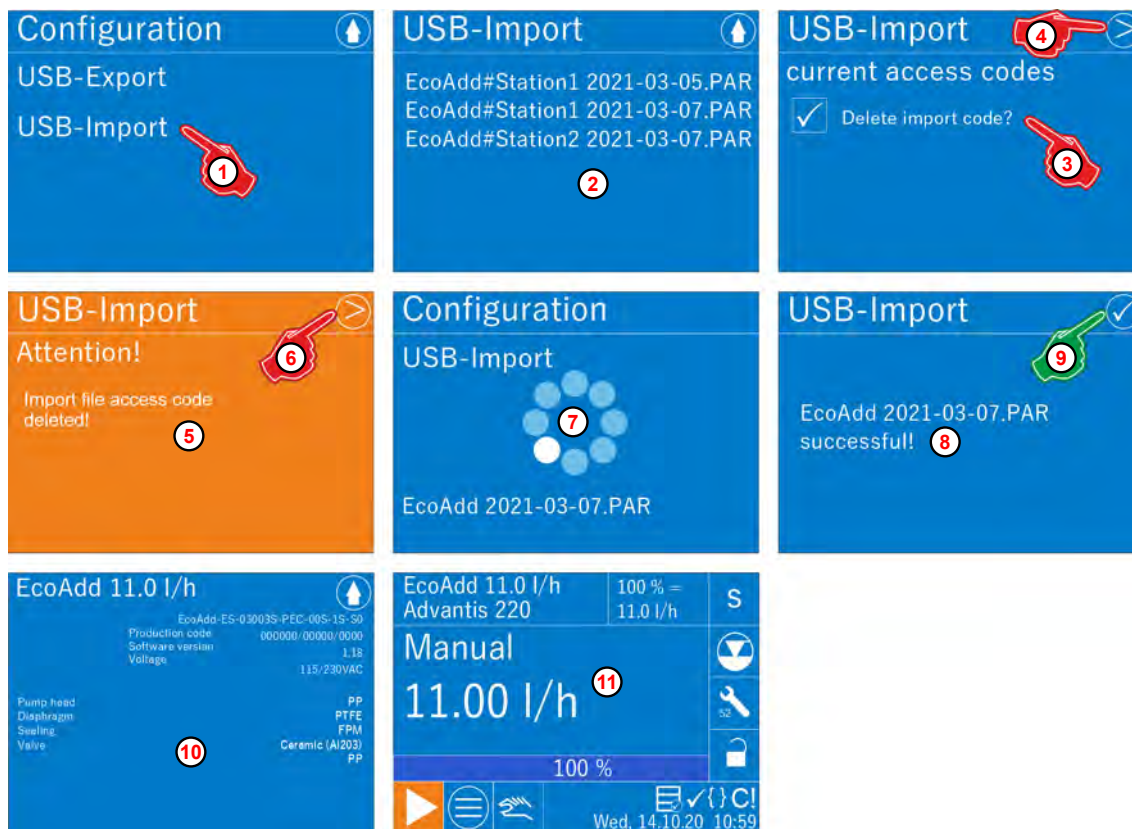 Configuration
USB-Export
USB-Import
1
USB-Import
EcoAdd#Station1 2021-03-05.PAR
EcoAdd#Station1 2021-03-07.PAR
EcoAdd#Station2 2021-03-07.PAR
2
USB-Import
4
>
current access codes
Delete import code?
3
USB-Import
>
6
Attention!
Import file access code
deleted!
5
Configuration
USB-Import
7
EcoAdd 2021-03-07.PAR
USB-Import
9
EcoAdd 2021-03-07.PAR
successful!
8
EcoAdd 11.0 l/h
EcoAdd-ES-03003S-PEC-00S-1S-S0
Production code 000000/00000/0000
Software version 1.18
Voltage 115/230VAC
Pump head PP
Diaphragm PTFE
Sealing FPM
Valve Ceramic (Al203)
PP
10
EcoAdd 11.0 l/h
Advantis 220
100 % =
11.0 l/h
S
Manual
11.00 l/h
11
52
100 %
{} C!
Wed, 14.10.20 10:59